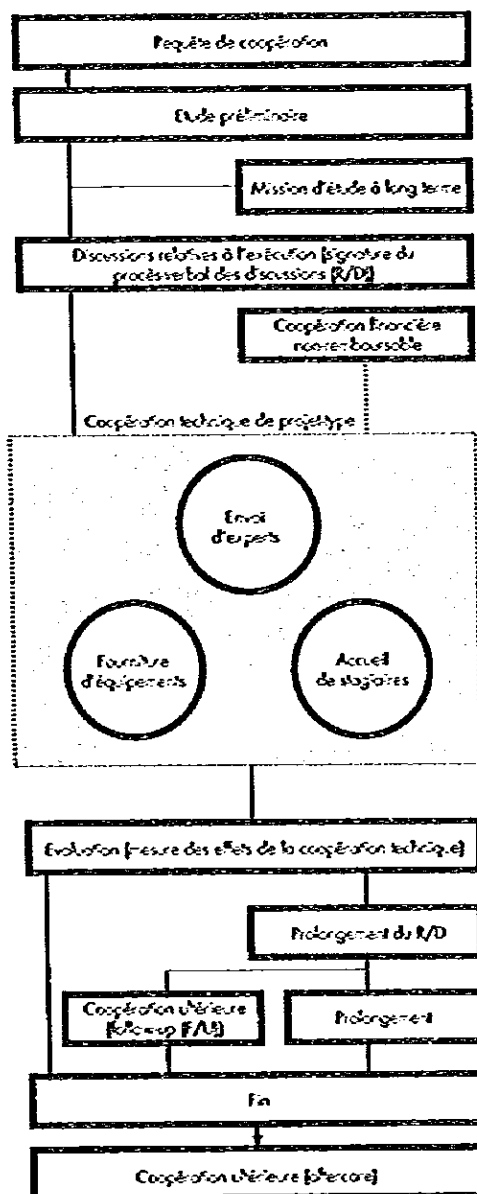 Requête de coopération
Etude préliminaire
Mission d'étude à long terme
Discussions relatives à l'exécution (signature du
procès-verbal des discussions [R/D])
Coopération financière
non-remboursable
Coopération technique de projet-type
Envoi
d'experts
Fourniture
d'équipements
Accueil
de stagiaires
Evaluation (mesure des effets de la coopération technique)
Prolongement du R/D
Coopération ultérieure
(follow-up [F/U])
Prolongement
Fin
Coopération ultérieure (aftercare)